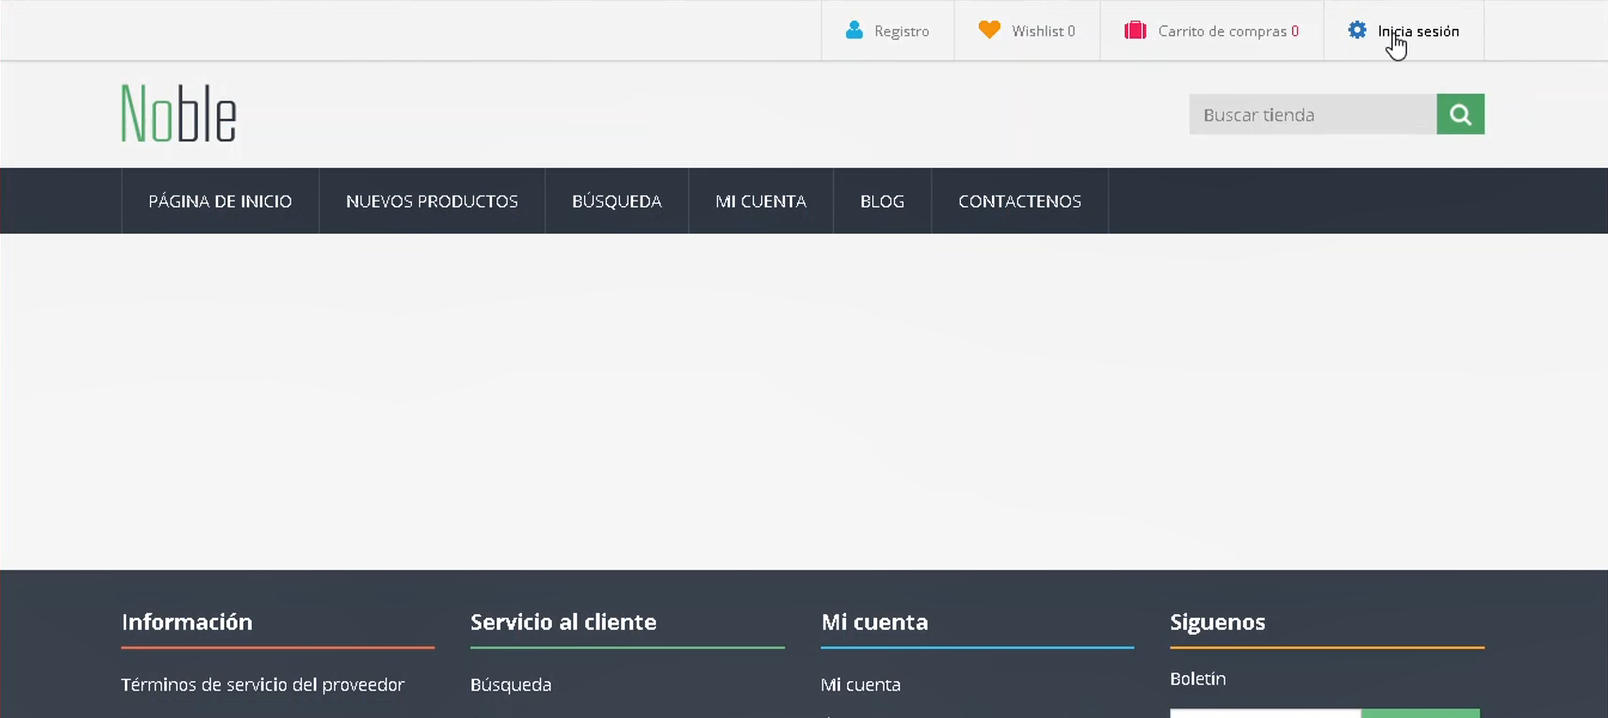 Registro Wishlist 0 Carrito de compras 0 Inicia sesión
Noble
Buscar tienda
PÁGINA DE INICIO NUEVOS PRODUCTOS BÚSQUEDA MI CUENTA BLOG CONTACTENOS
Información Servicio al cliente Mi cuenta Siguenos
Términos de servicio del proveedor Búsqueda Mi cuenta Boletín